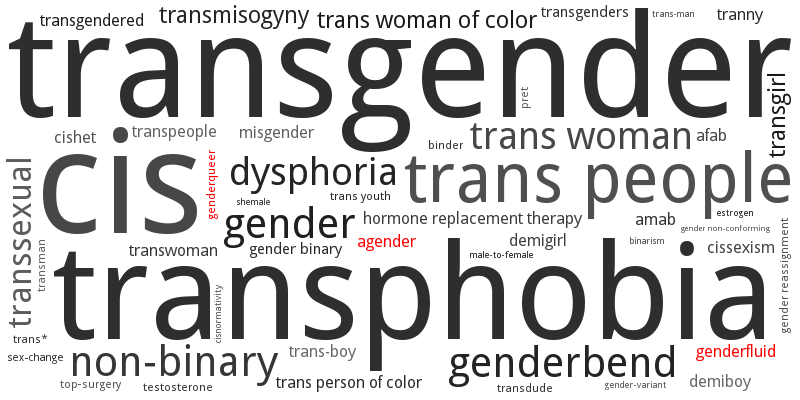 transgendered
transmisogyny
trans woman of color
transgenders
trans-man
tranny
transgender
pret
transgirl
cishet
transpeople
misgender
binder
trans woman
afab
cis
genderqueer
dysphoria
trans people
transsexual
shemale
trans youth
gender
hormone replacement therapy
amab
estrogen
gender non-conforming
gender reassignment
transman
transwoman
gender binary
agender
demigirl
male-to-female
binarism
cissexism
transphobia
cisnormativity
trans*
sex-change
non-binary
trans-boy
genderbend
genderfluid
top-surgery
testosterone
trans person of color
transdude
gender-variant
demiboy